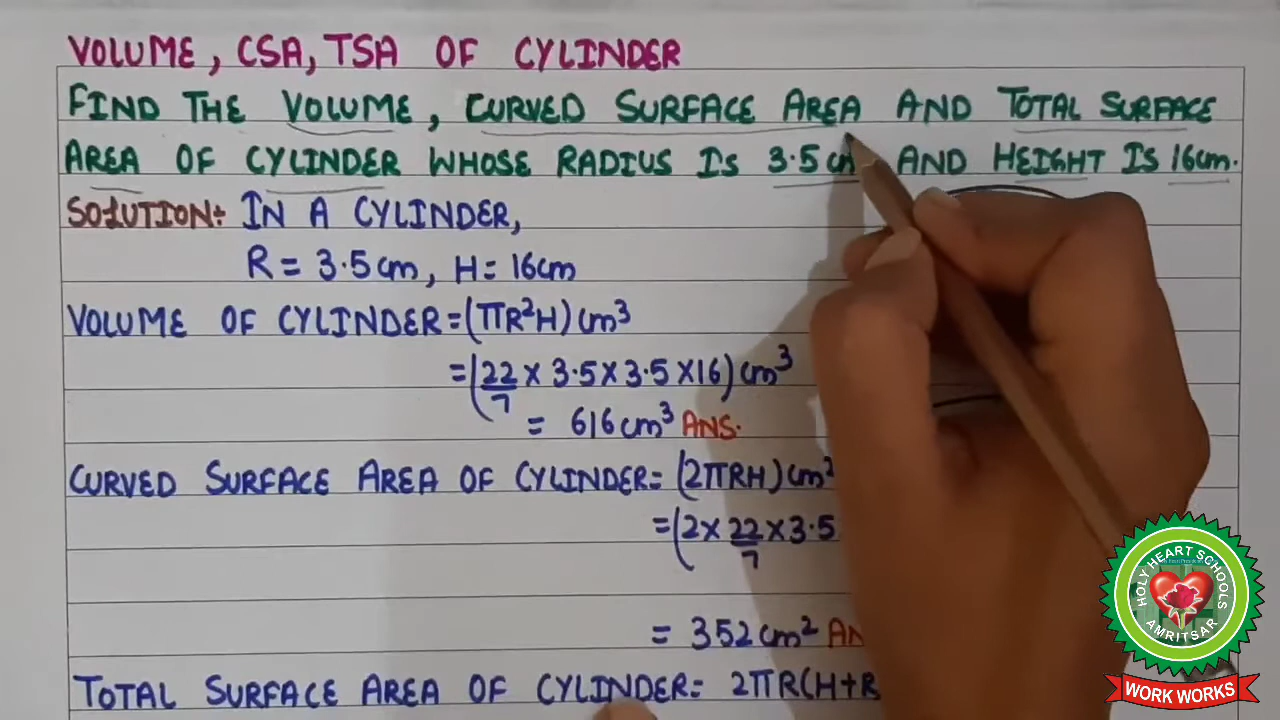 VOLUME, CSA, TSA OF CYLINDER
FIND THE VOLUME, CURVED SURFACE AREA AND TOTAL SURFACE
AREA OF CYLINDER WHOSE RADIUS IS 3.5 cm AND HEIGHT IS 16cm.
SOLUTION:- IN A CYLINDER,
R = 3.5cm, H = 16cm
VOLUME OF CYLINDER = (πR²H) cm³
= (22/7 × 3.5 × 3.5 × 16) cm³
= 616 cm³ ANS.
CURVED SURFACE AREA OF CYLINDER = (2πRH) cm²
= (2 × 22/7 × 3.5
= 352 cm²
TOTAL SURFACE AREA OF CYLINDER = 2πR(H+R
HOLY HEART SCHOOLS
AMRITSAR
WORK WORKS